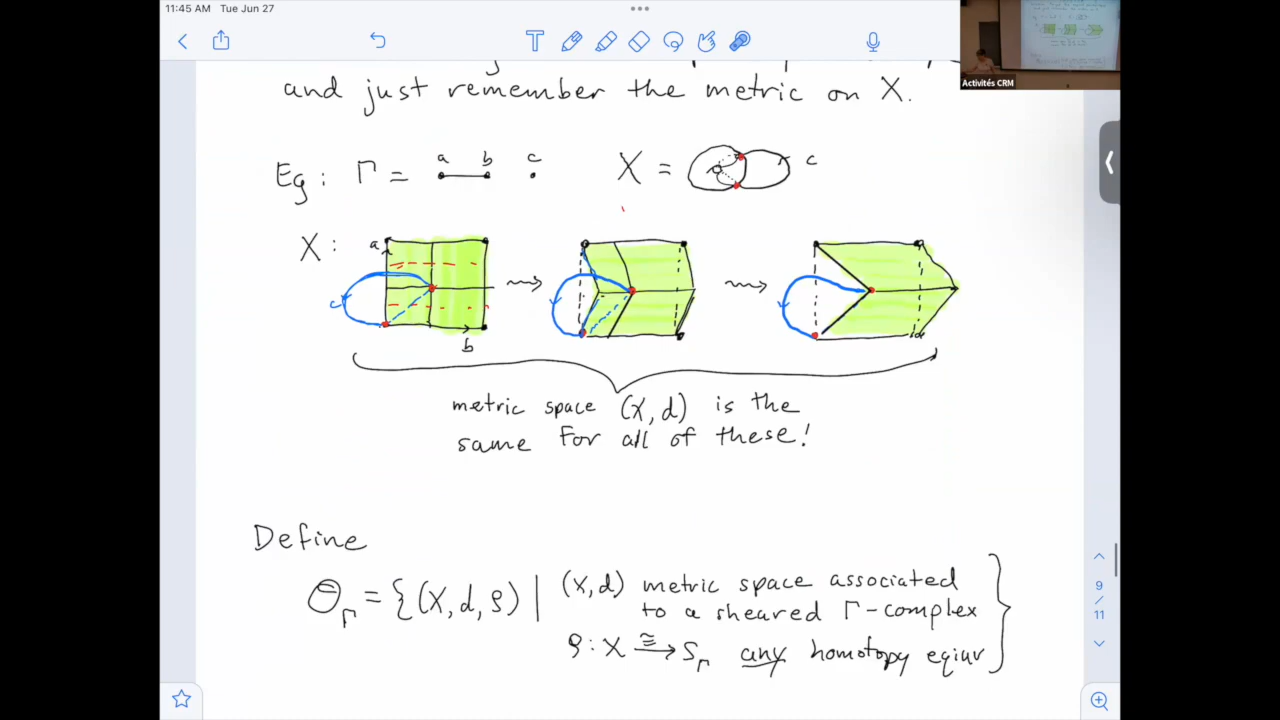 11:45 AM Tue Jun 27
Activités CRM
and just remember the metric on X.
Eg: Γ = a b c X = c
X:
a
c
b
metric space (X, d) is the
same for all of these!
Define
Θ_Γ = {(X, d, ρ) | (X, d) metric space associated
to a sheared Γ-complex
ρ: X ≅→ S_Γ any homotopy equiv }
9
/
11